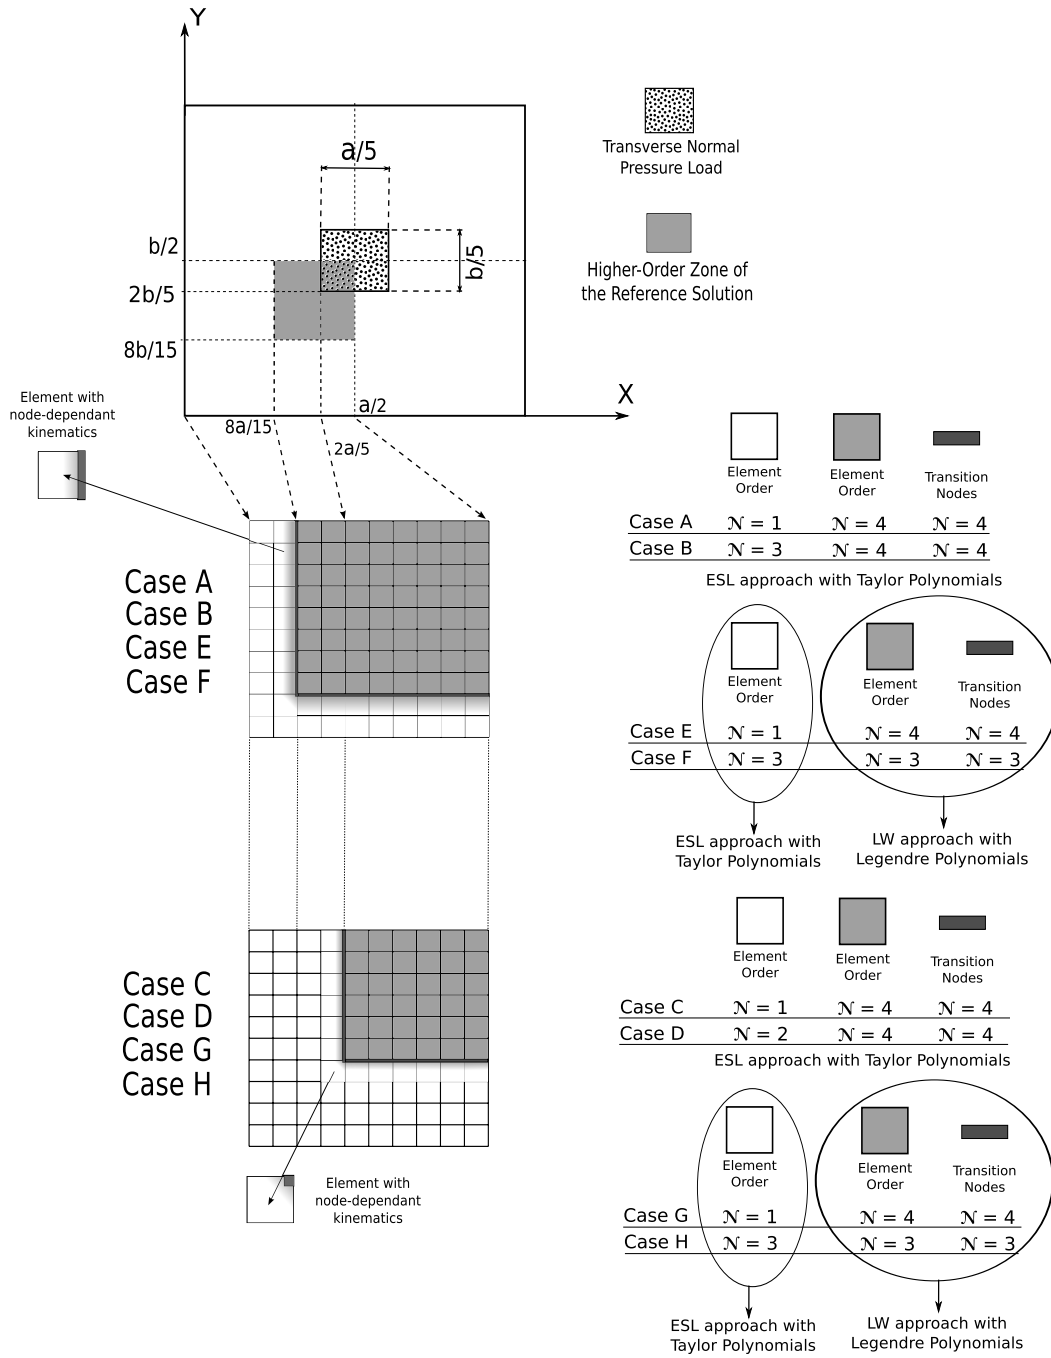 Y
a/5
b/5
b/2
2b/5
8b/15
X
8a/15
2a/5
a/2
Transverse Normal
Pressure Load
Higher-Order Zone of
the Reference Solution
Element with
node-dependant
kinematics
Case A
Case B
Case E
Case F
Element
Order
Element
Order
Transition
Nodes
Case A 𝒩 = 1 𝒩 = 4 𝒩 = 4
Case B 𝒩 = 3 𝒩 = 4 𝒩 = 4
ESL approach with Taylor Polynomials
Element
Order
Element
Order
Transition
Nodes
Case E 𝒩 = 1 𝒩 = 4 𝒩 = 4
Case F 𝒩 = 3 𝒩 = 3 𝒩 = 3
ESL approach with
Taylor Polynomials
LW approach with
Legendre Polynomials
Case C
Case D
Case G
Case H
Element with
node-dependant
kinematics
Element
Order
Element
Order
Transition
Nodes
Case C 𝒩 = 1 𝒩 = 4 𝒩 = 4
Case D 𝒩 = 2 𝒩 = 4 𝒩 = 4
ESL approach with Taylor Polynomials
Element
Order
Element
Order
Transition
Nodes
Case G 𝒩 = 1 𝒩 = 4 𝒩 = 4
Case H 𝒩 = 3 𝒩 = 3 𝒩 = 3
ESL approach with
Taylor Polynomials
LW approach with
Legendre Polynomials